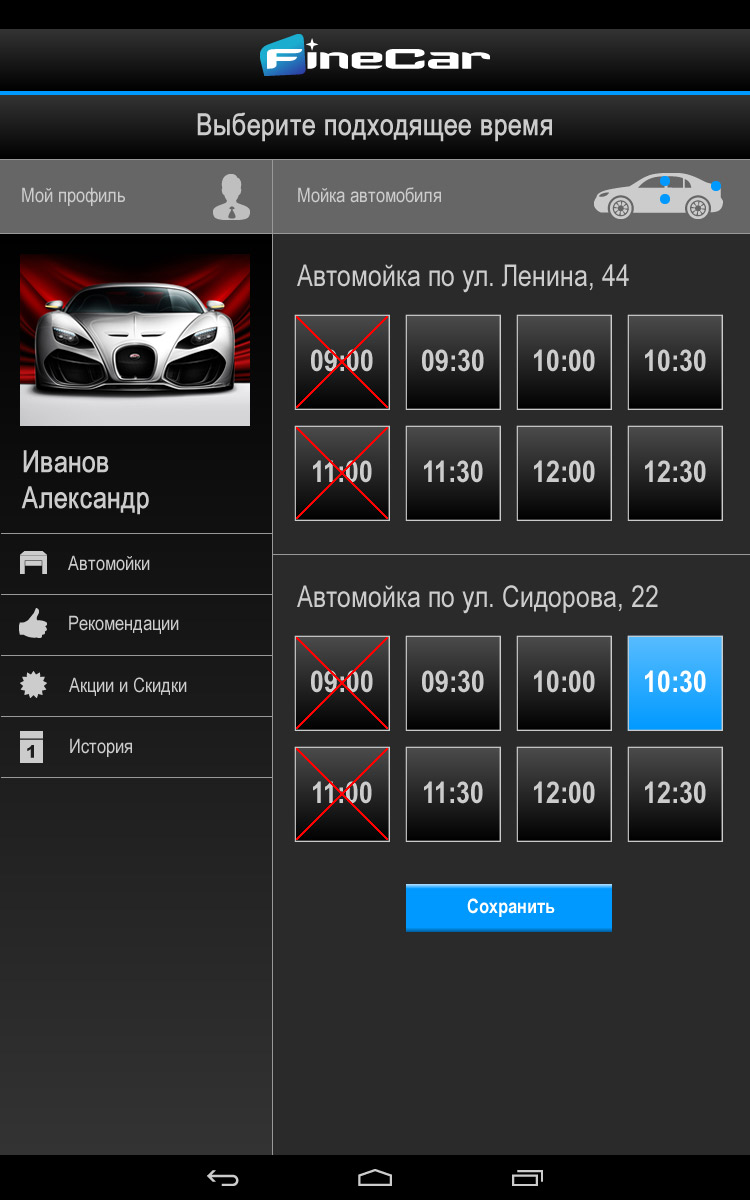 FineCar
Выберите подходящее время
Мой профиль
Мойка автомобиля
Иванов
Александр
Автомойки
Рекомендации
Акции и Скидки
1
История
Автомойка по ул. Ленина, 44
09:00 09:30 10:00 10:30
11:00 11:30 12:00 12:30
Автомойка по ул. Сидорова, 22
09:00 09:30 10:00 10:30
11:00 11:30 12:00 12:30
Сохранить